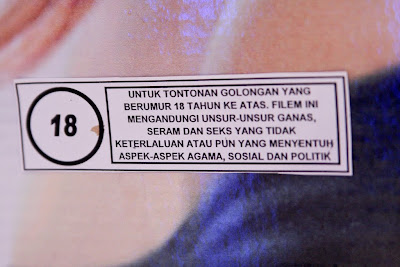 18
UNTUK TONTONAN GOLONGAN YANG
BERUMUR 18 TAHUN KE ATAS. FILEM INI
MENGANDUNGI UNSUR-UNSUR GANAS,
SERAM DAN SEKS YANG TIDAK
KETERLALUAN ATAU PUN YANG MENYENTUH
ASPEK-ASPEK AGAMA, SOSIAL DAN POLITIK